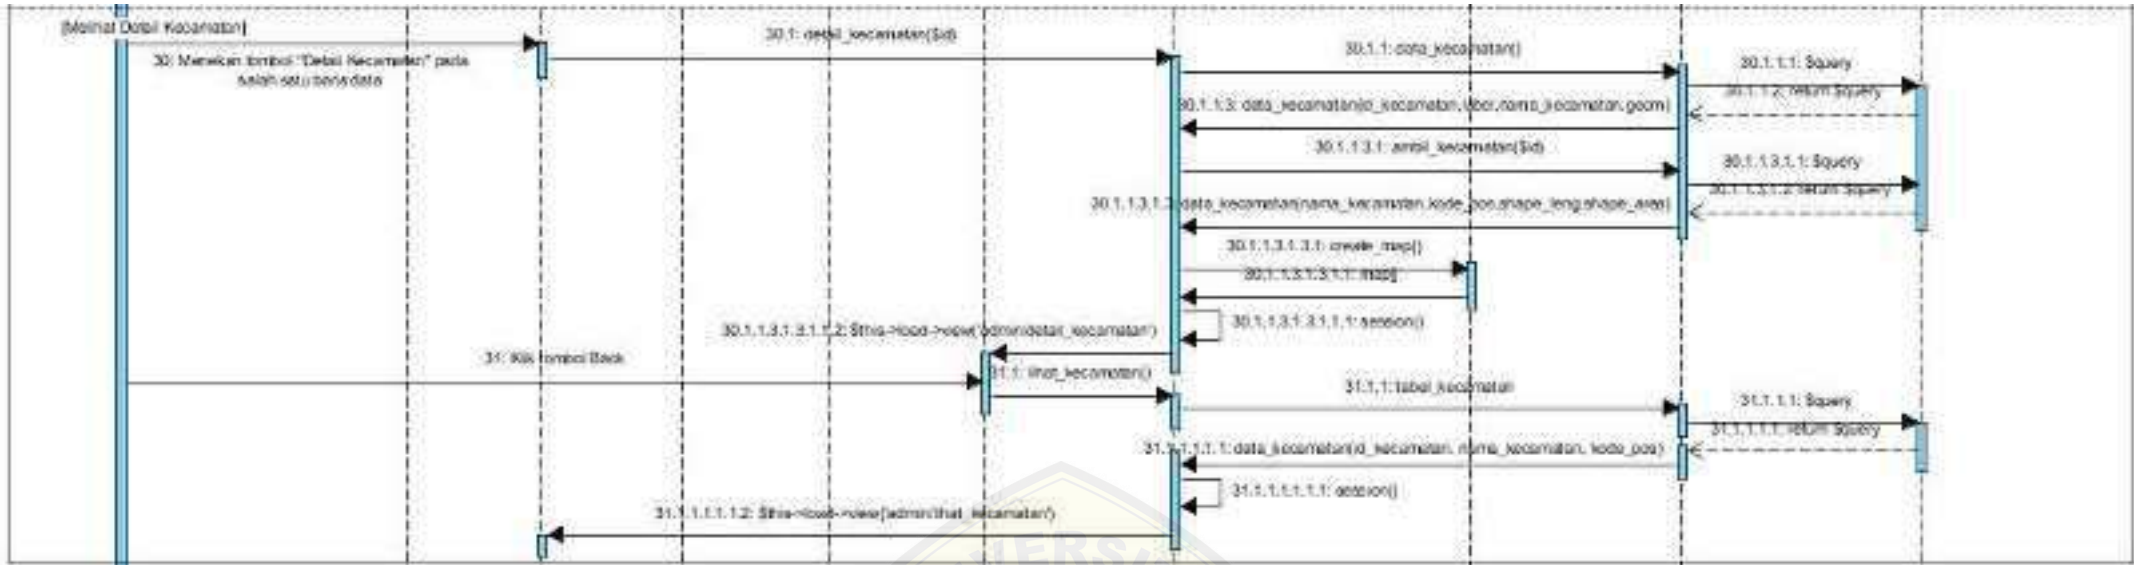 [Melihat Detail Kecamatan]
30: Menekan tombol "Detail Kecamatan" pada
salah satu baris data
30.1: detail_kecamatan($id)
30.1.1: data_kecamatan()
30.1.1.1: $query
30.1.1.2: return $query
30.1.1.3: data_kecamatan(id_kecamatan, nama_kecamatan,geom)
30.1.1.3.1: ambil_kecamatan($id)
30.1.1.3.1.1: $query
30.1.1.3.1.2: return $query
30.1.1.3.1.3: data_kecamatan(nama_kecamatan,kode_pos,shape_leng,shape_area)
30.1.1.3.1.3.1: create_map()
30.1.1.3.1.3.1.1: map()
30.1.1.3.1.3.1.1.1: session()
30.1.1.3.1.3.1.1.2: $this->load->view('admin/detail_kecamatan')
31: Klik tombol Back
31.1: lihat_kecamatan()
31.1.1: tabel_kecamatan
31.1.1.1: $query
31.1.1.1.1: return $query
31.1.1.1.1.1: data_kecamatan(id_kecamatan, nama_kecamatan, kode_pos)
31.1.1.1.1.1.1: session()
31.1.1.1.1.1.2: $this->load->view('admin/lihat_kecamatan')